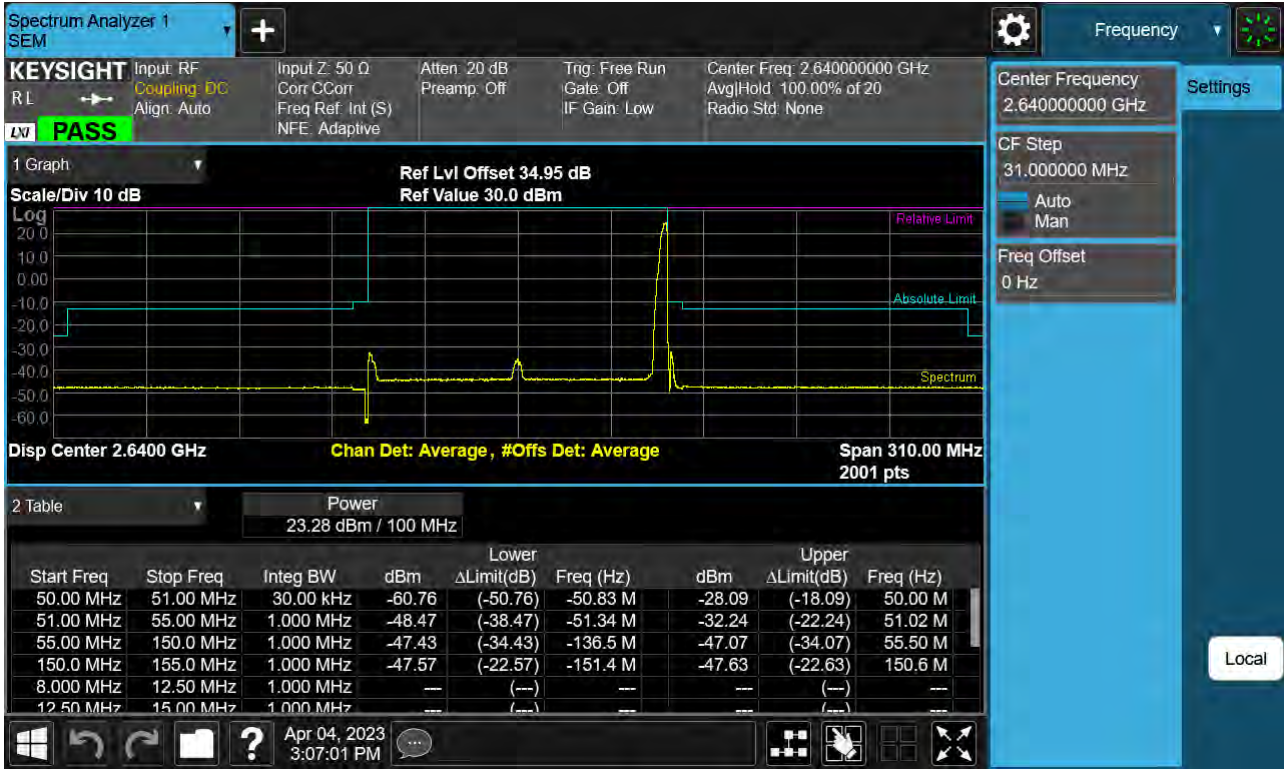 Spectrum Analyzer 1
SEM
Frequency
KEYSIGHT
R L
LXI
PASS
Input: RF
Coupling: DC
Align: Auto
Input Z: 50 Ω
Corr CCorr
Freq Ref: Int (S)
NFE: Adaptive
Atten: 20 dB
Preamp: Off
Trig: Free Run
Gate: Off
IF Gain: Low
Center Freq: 2.640000000 GHz
Avg|Hold: 100.00% of 20
Radio Std: None
Center Frequency
2.640000000 GHz
Settings
CF Step
31.000000 MHz
Auto
Man
Freq Offset
0 Hz
Local
1 Graph
Scale/Div 10 dB
Ref Lvl Offset 34.95 dB
Ref Value 30.0 dBm
Log
20.0
10.0
0.00
-10.0
-20.0
-30.0
-40.0
-50.0
-60.0
Relative Limit
Absolute Limit
Spectrum
Disp Center 2.6400 GHz
Chan Det: Average, #Offs Det: Average
Span 310.00 MHz
2001 pts
2 Table
Power
23.28 dBm / 100 MHz
Lower Upper
Start Freq Stop Freq Integ BW dBm ΔLimit(dB) Freq (Hz) dBm ΔLimit(dB) Freq (Hz)
50.00 MHz 51.00 MHz 30.00 kHz -60.76 (-50.76) -50.83 M -28.09 (-18.09) 50.00 M
51.00 MHz 55.00 MHz 1.000 MHz -48.47 (-38.47) -51.34 M -32.24 (-22.24) 51.02 M
55.00 MHz 150.0 MHz 1.000 MHz -47.43 (-34.43) -136.5 M -47.07 (-34.07) 55.50 M
150.0 MHz 155.0 MHz 1.000 MHz -47.57 (-22.57) -151.4 M -47.63 (-22.63) 150.6 M
8.000 MHz 12.50 MHz 1.000 MHz --- (---) --- --- (---) ---
12.50 MHz 15.00 MHz 1.000 MHz --- (---) --- --- (---) ---
Apr 04, 2023
3:07:01 PM